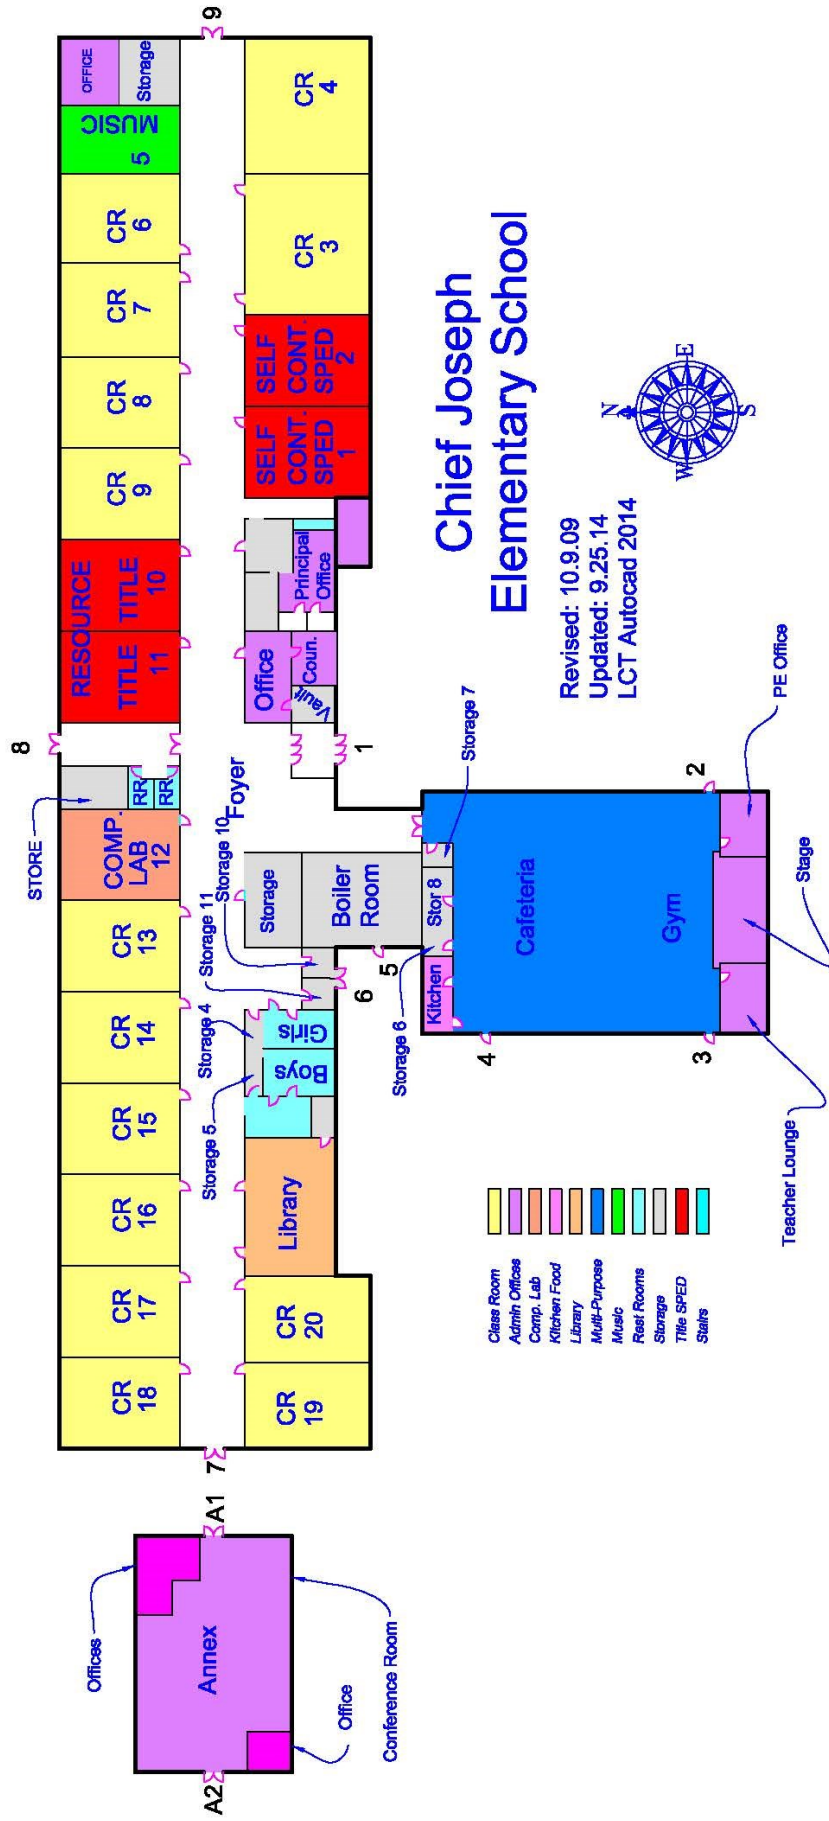 Chief Joseph
Elementary School
Revised: 10.9.09
Updated: 9.25.14
LCT Autocad 2014
N
E
S
W
Offices
Annex
Office
Conference Room
A2
A1
7
8
9
CR
18
CR
17
CR
16
CR
15
CR
14
CR
13
COMP.
LAB
12
STORE
RR
RR
RESOURCE
TITLE
11
TITLE
10
CR
9
CR
8
CR
7
CR
6
5
MUSIC
OFFICE
Storage
CR
19
CR
20
Library
Storage 5
Storage 4
Boys
Girls
Storage 11
Storage 10
Storage
Foyer
Boiler
Room
Office
Vault
Coun.
Principal
Office
SELF
CONT.
SPED
1
SELF
CONT.
SPED
2
CR
3
CR
4
6
5
1
Storage 6
Kitchen
Stor 8
Storage 7
4
Cafeteria
Gym
3
2
Teacher Lounge
Stage
PE Office
Class Room
Admin Offices
Comp. Lab
Kitchen Food
Library
Multi-Purpose
Music
Rest Rooms
Storage
Title SPED
Stairs